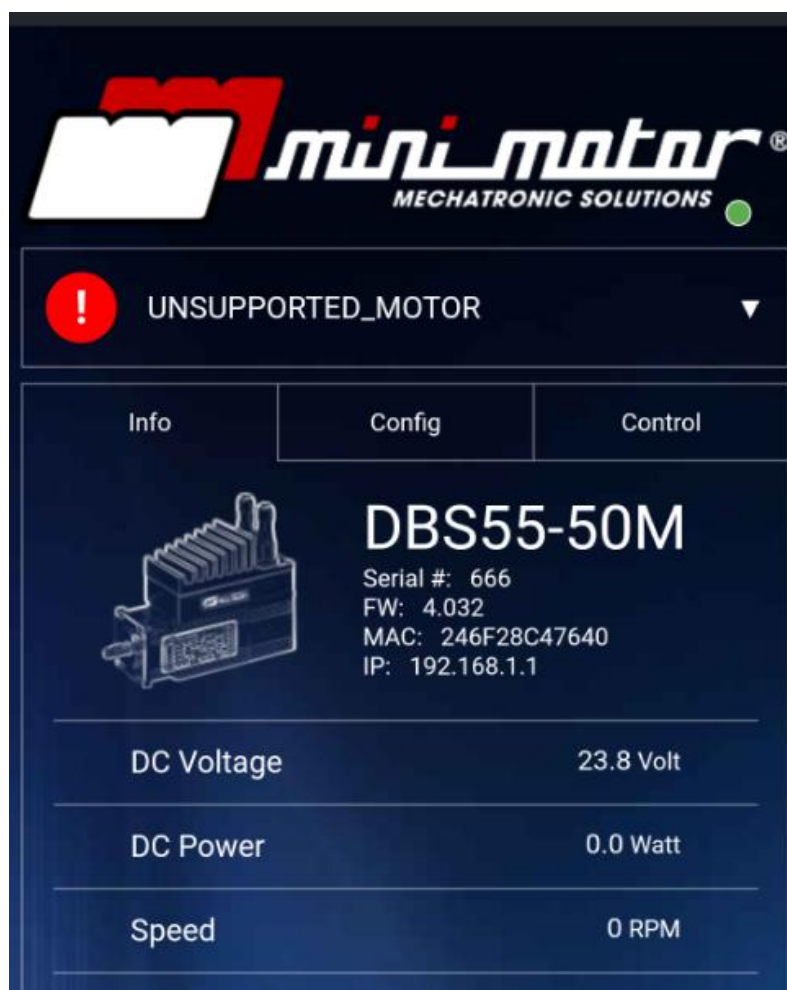 mini motor®
MECHATRONIC SOLUTIONS
! UNSUPPORTED_MOTOR ▼
Info Config Control
DBS55-50M
Serial #: 666
FW: 4.032
MAC: 246F28C47640
IP: 192.168.1.1
DC Voltage 23.8 Volt
DC Power 0.0 Watt
Speed 0 RPM